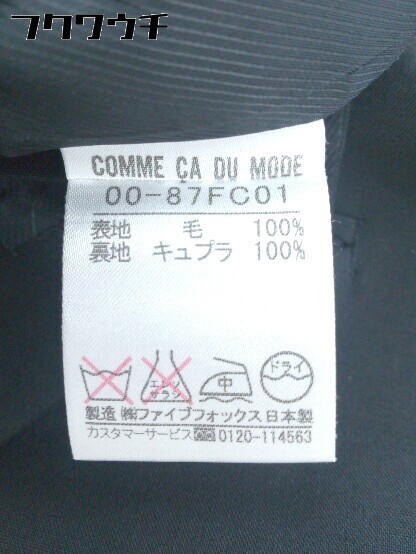 フクワウチ
COMME ÇA DU MODE
00-87FC01
表地 毛 100%
裏地 キュプラ 100%
エンソサラシ 中 ドライ
製造 ㈱ファイブフォックス 日本製
カスタマーサービス☎0120-114563